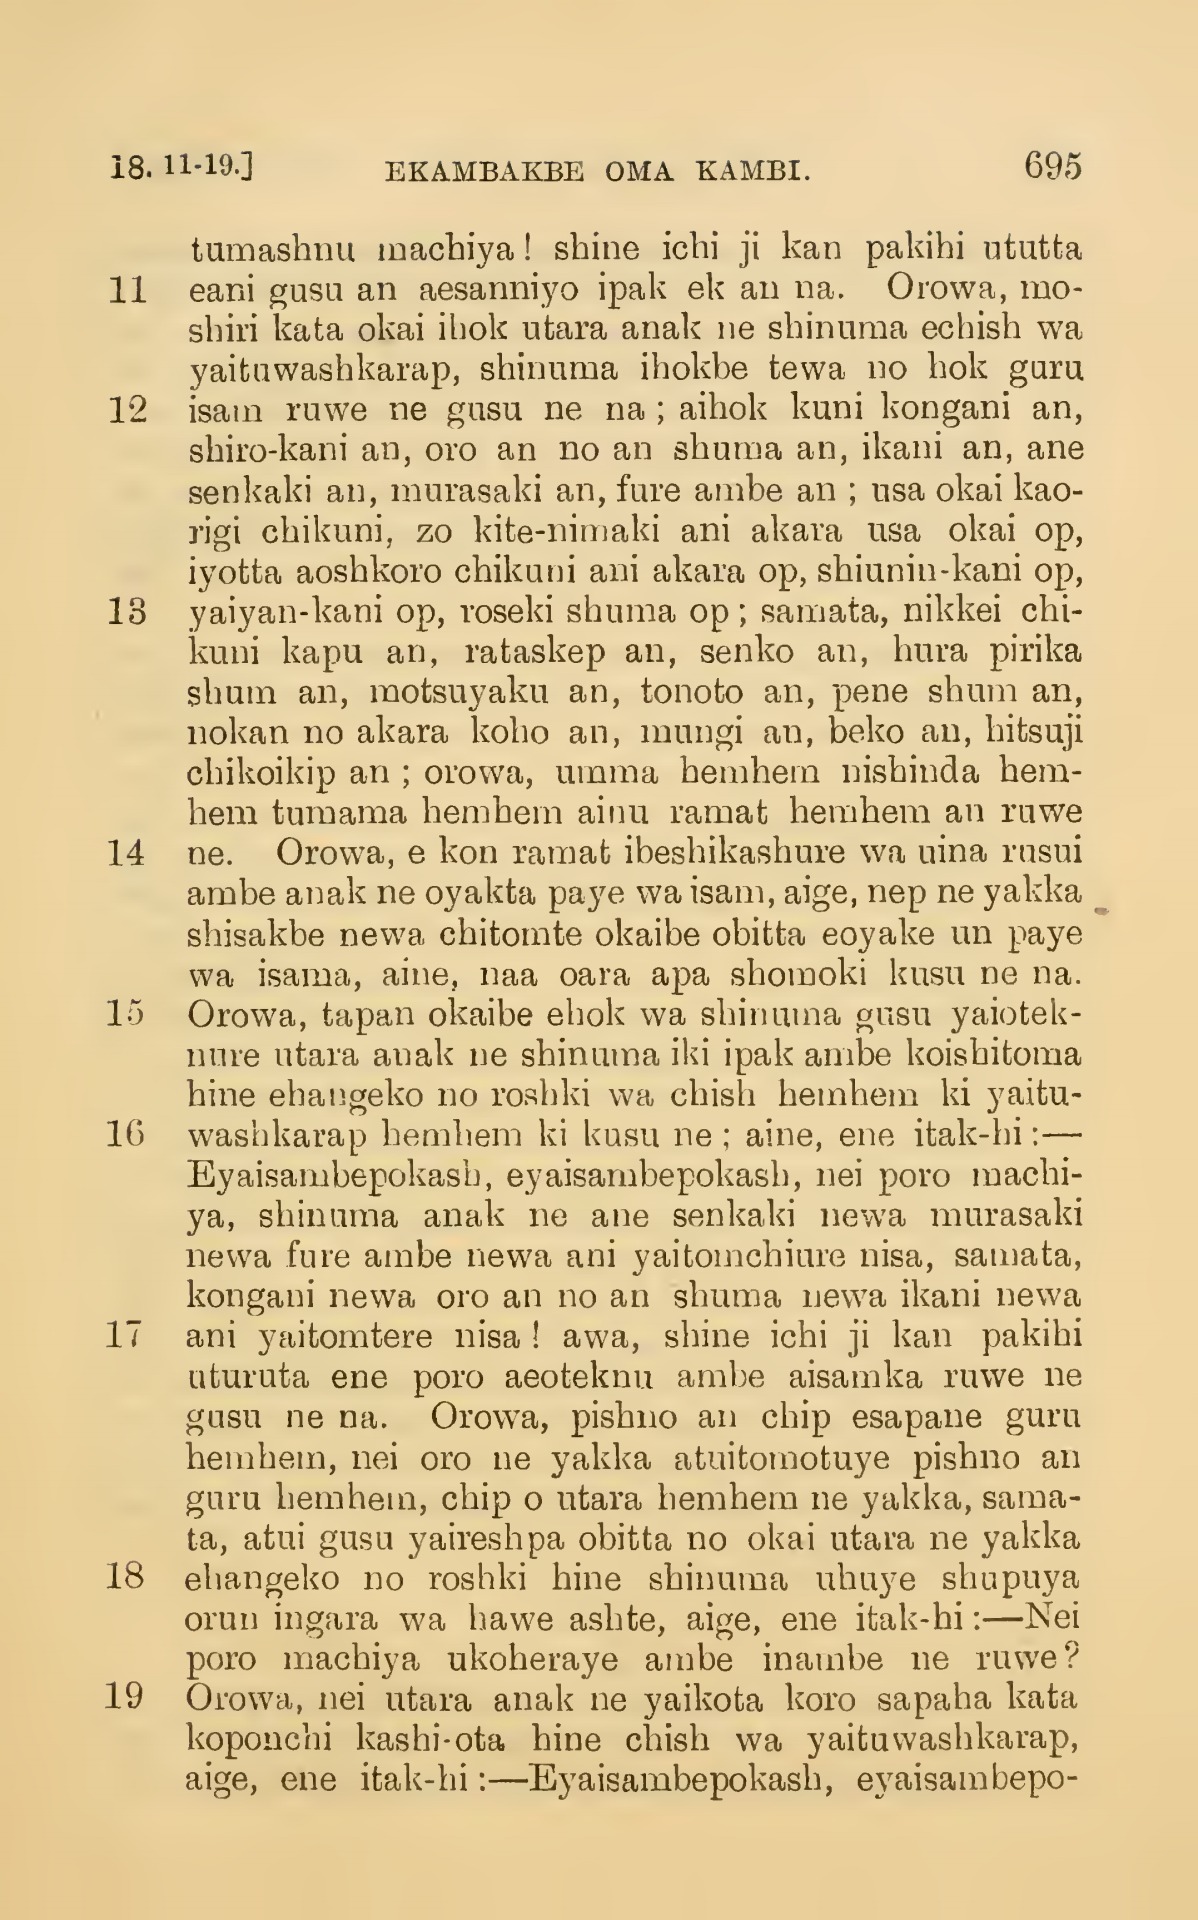 18. 11-19.] EKAMBAKBE OMA KAMBI. 695
tumashnu machiya! shine ichi ji kan pakihi ututta
11 eani gusu an aesanniyo ipak ek an na. Orowa, mo-
shiri kata okai ihok utara anak ne shinuma echish wa
yaituwashkarap, shinuma ihokbe tewa no hok guru
12 isam ruwe ne gusu ne na; aihok kuni kongani an,
shiro-kani an, oro an no an shuma an, ikani an, ane
senkaki an, murasaki an, fure ambe an; usa okai kao-
rigi chikuni, zo kite-nimaki ani akara usa okai op,
iyotta aoshkoro chikuni ani akara op, shiunin-kani op,
13 yaiyan-kani op, roseki shuma op; samata, nikkei chi-
kuni kapu an, rataskep an, senko an, hura pirika
shum an, motsuyaku an, tonoto an, pene shum an,
nokan no akara koho an, mungi an, beko an, hitsuji
chikoikip an; orowa, umma hemhem nishinda hem-
hem tumama hemhem ainu ramat hemhem an ruwe
14 ne. Orowa, e kon ramat ibeshikashure wa uina rusui
ambe anak ne oyakta paye wa isam, aige, nep ne yakka
shisakbe newa chitomte okaibe obitta eoyake un paye
wa isama, aine, naa oara apa shomoki kusu ne na.
15 Orowa, tapan okaibe ehok wa shinuma gusu yaiotek-
nure utara anak ne shinuma iki ipak ambe koishitoma
hine ehangeko no roshki wa chish hemhem ki yaitu-
16 washkarap hemhem ki kusu ne; aine, ene itak-hi:—
Eyaisambepokash, eyaisambepokash, nei poro machi-
ya, shinuma anak ne ane senkaki newa murasaki
newa fure ambe newa ani yaitomchiure nisa, samata,
kongani newa oro an no an shuma newa ikani newa
17 ani yaitomtere nisa! awa, shine ichi ji kan pakihi
uturuta ene poro aeoteknu ambe aisamka ruwe ne
gusu ne na. Orowa, pishno an chip esapane guru
hemhem, nei oro ne yakka atuitomotuye pishno an
guru hemhem, chip o utara hemhem ne yakka, sama-
ta, atui gusu yaireshpa obitta no okai utara ne yakka
18 ehangeko no roshki hine shinuma uhuye shupuya
orun ingara wa hawe ashte, aige, ene itak-hi:—Nei
poro machiya ukoheraye ambe inambe ne ruwe?
19 Orowa, nei utara anak ne yaikota koro sapaha kata
koponchi kashi-ota hine chish wa yaituwashkarap,
aige, ene itak-hi:—Eyaisambepokash, eyaisambepo-